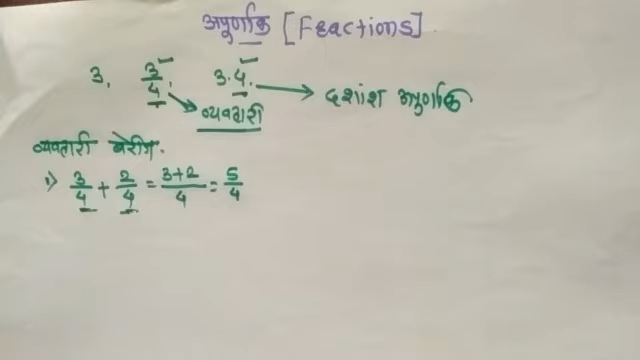 अपुर्णांक [Fractions]
3. 3/4. 3.4. → दशांश अपुर्णांक
व्यवहारी
व्यवहारी बेरीज.
1) 3/4 + 2/4 = 3+2/4 = 5/4